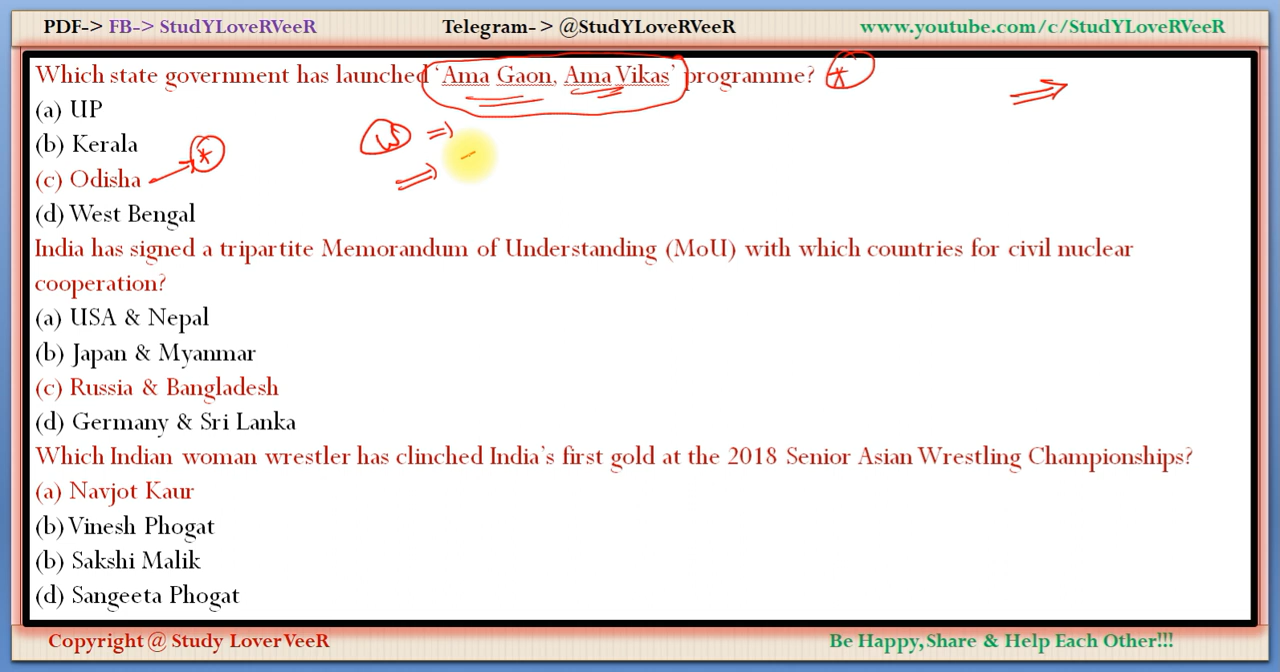 PDF-> FB-> StudYLoveRVeeR Telegram- > @StudYLoveRVeeR www.youtube.com/c/StudYLoveRVeeR
Which state government has launched ‘Ama Gaon, Ama Vikas’ programme?
(a) UP
(b) Kerala
(c) Odisha
(d) West Bengal
India has signed a tripartite Memorandum of Understanding (MoU) with which countries for civil nuclear
cooperation?
(a) USA & Nepal
(b) Japan & Myanmar
(c) Russia & Bangladesh
(d) Germany & Sri Lanka
Which Indian woman wrestler has clinched India’s first gold at the 2018 Senior Asian Wrestling Championships?
(a) Navjot Kaur
(b) Vinesh Phogat
(b) Sakshi Malik
(d) Sangeeta Phogat
Copyright @ Study LoverVeeR Be Happy,Share & Help Each Other!!!